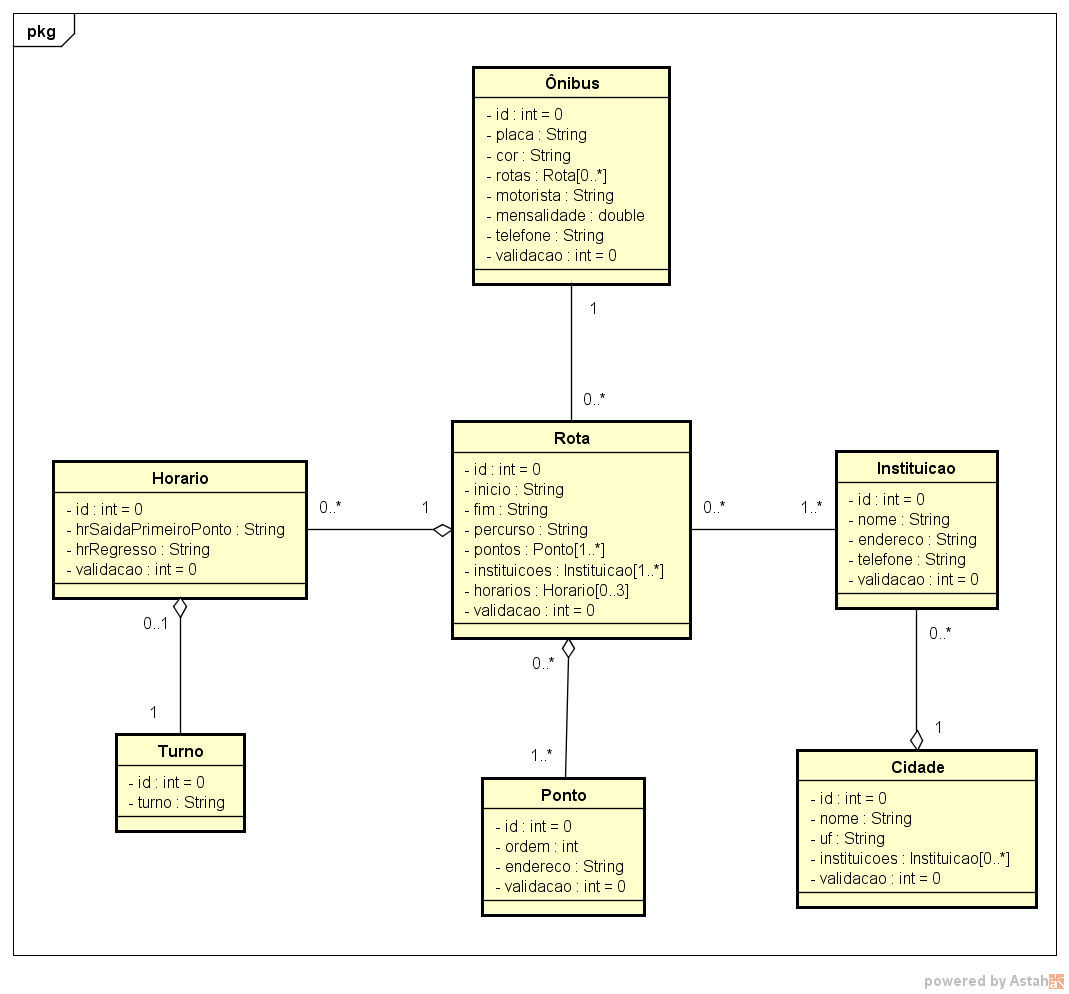 pkg
Ônibus
- id : int = 0
- placa : String
- cor : String
- rotas : Rota[0..*]
- motorista : String
- mensalidade : double
- telefone : String
- validacao : int = 0
1
0..*
Rota
- id : int = 0
- inicio : String
- fim : String
- percurso : String
- pontos : Ponto[1..*]
- instituicoes : Instituicao[1..*]
- horarios : Horario[0..3]
- validacao : int = 0
Horario
- id : int = 0
- hrSaidaPrimeiroPonto : String
- hrRegresso : String
- validacao : int = 0
0..*
1
0..*
1..*
Instituicao
- id : int = 0
- nome : String
- endereco : String
- telefone : String
- validacao : int = 0
0..1
1
0..*
1..*
0..*
1
Turno
- id : int = 0
- turno : String
Ponto
- id : int = 0
- ordem : int
- endereco : String
- validacao : int = 0
Cidade
- id : int = 0
- nome : String
- uf : String
- instituicoes : Instituicao[0..*]
- validacao : int = 0
powered by Astah